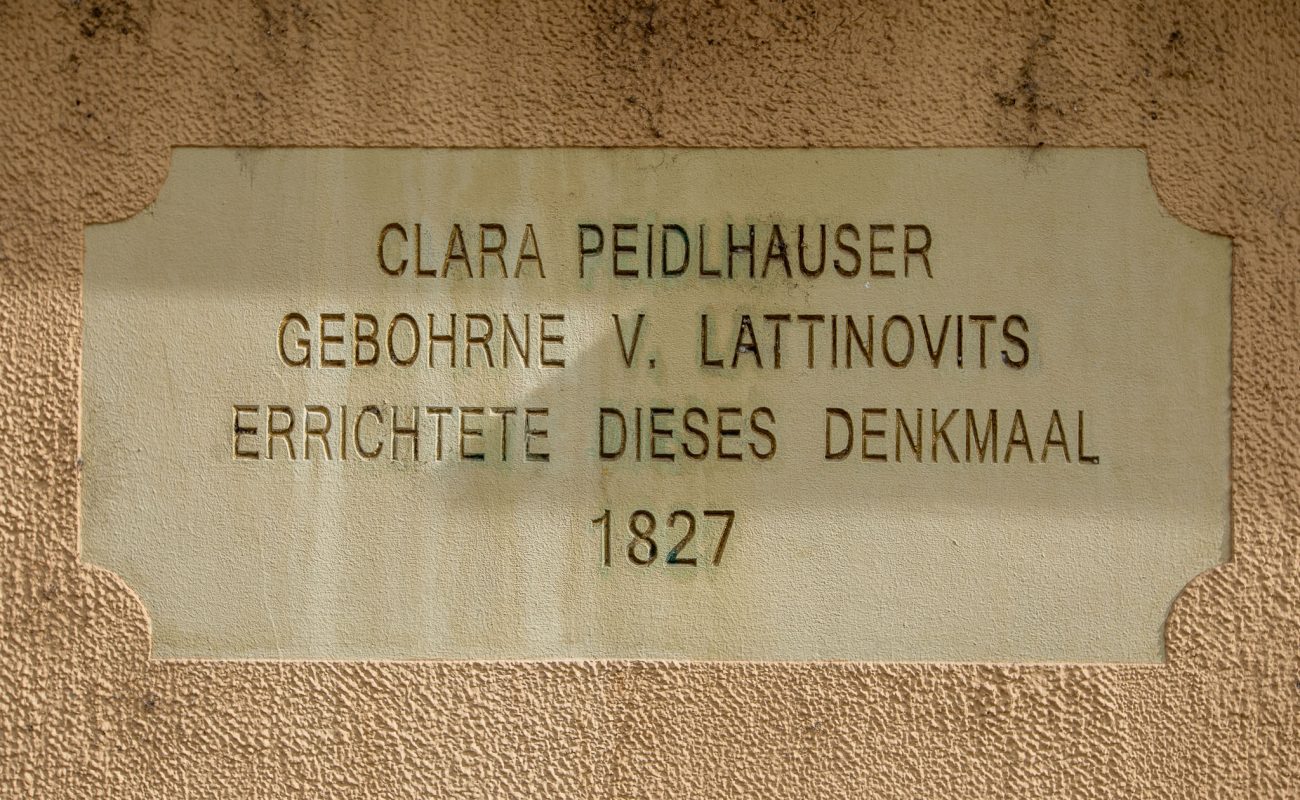 CLARA PEIDLHAUSER
GEBOHRNE V. LATTINOVITS
ERRICHTETE DIESES DENKMAAL
1827